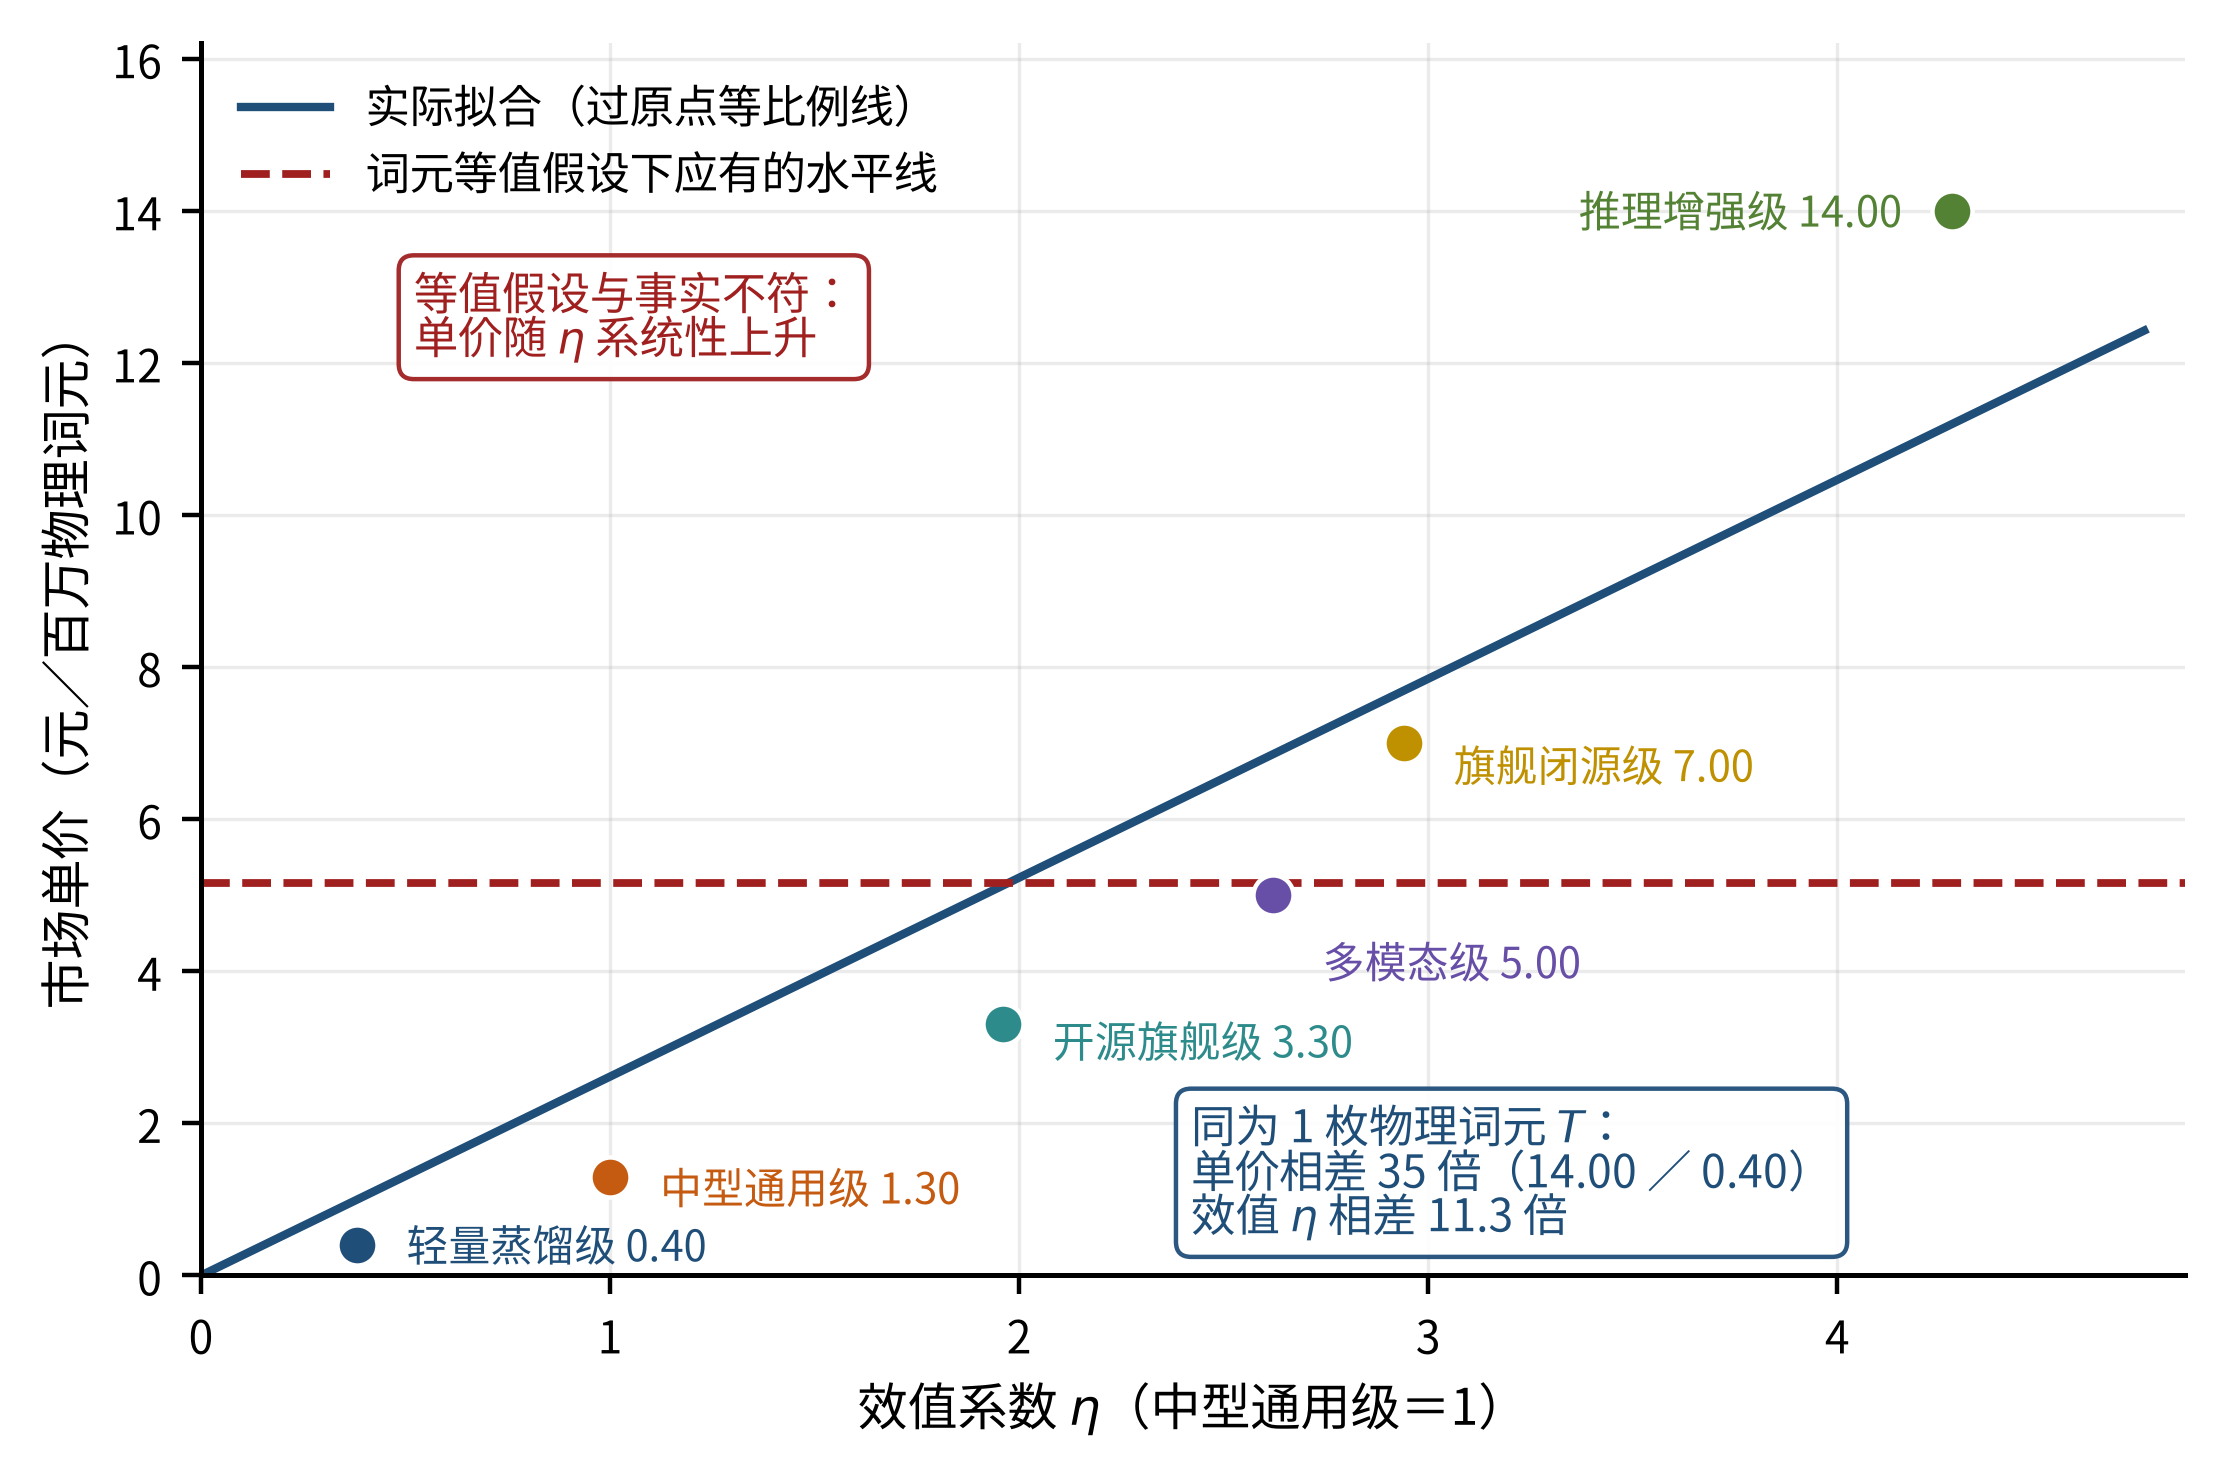 16
14
12
10
8
6
4
2
0
市场单价（元／百万物理词元）
实际拟合（过原点等比例线）
词元等值假设下应有的水平线
等值假设与事实不符：
单价随 η 系统性上升
推理增强级 14.00
旗舰闭源级 7.00
多模态级 5.00
开源旗舰级 3.30
中型通用级 1.30
轻量蒸馏级 0.40
同为 1 枚物理词元 T：
单价相差 35 倍（14.00 ／ 0.40）
效值 η 相差 11.3 倍
0
1
2
3
4
效值系数 η（中型通用级＝1）